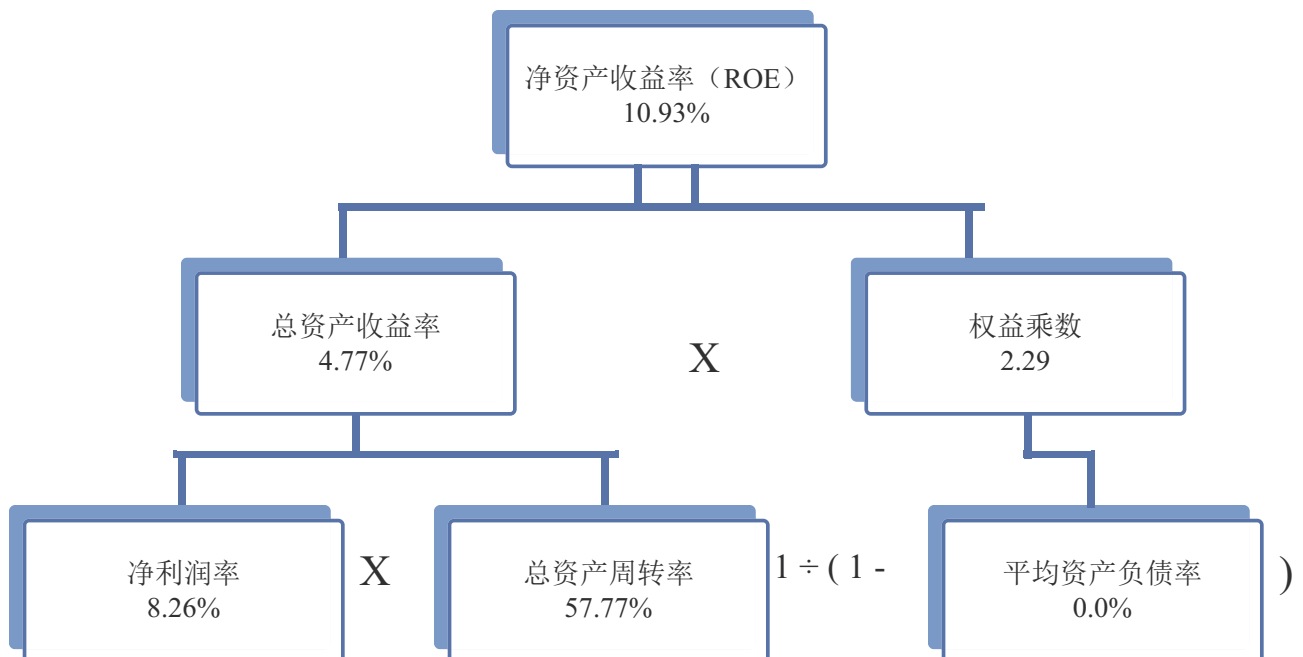 净资产收益率（ROE）
10.93%
总资产收益率
4.77%
X
权益乘数
2.29
净利润率
8.26%
X
总资产周转率
57.77%
1 ÷ ( 1 -
平均资产负债率
0.0%
)